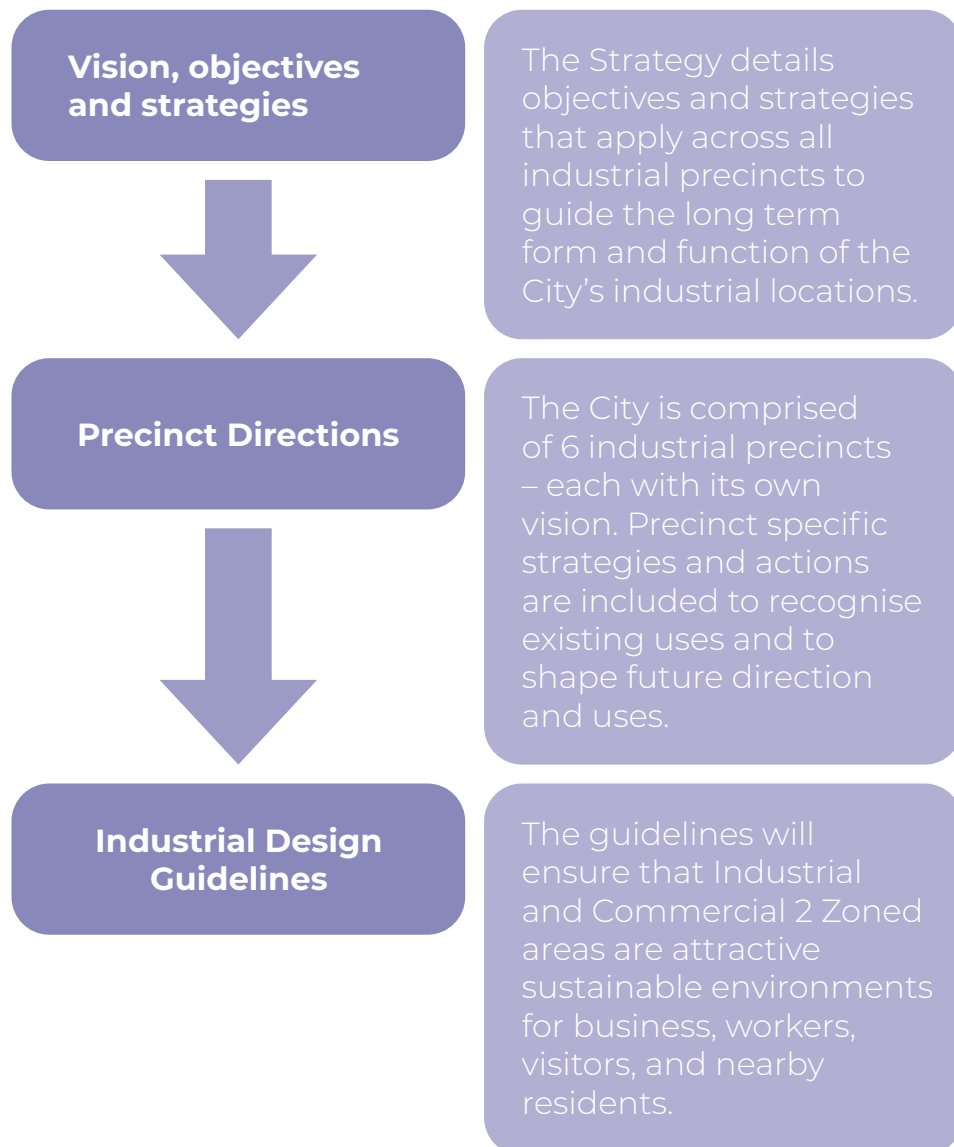 Vision, objectives
and strategies
The Strategy details
objectives and strategies
that apply across all
industrial precincts to
guide the long term
form and function of the
City’s industrial locations.
Precinct Directions
The City is comprised
of 6 industrial precincts
– each with its own
vision. Precinct specific
strategies and actions
are included to recognise
existing uses and to
shape future direction
and uses.
Industrial Design
Guidelines
The guidelines will
ensure that Industrial
and Commercial 2 Zoned
areas are attractive
sustainable environments
for business, workers,
visitors, and nearby
residents.